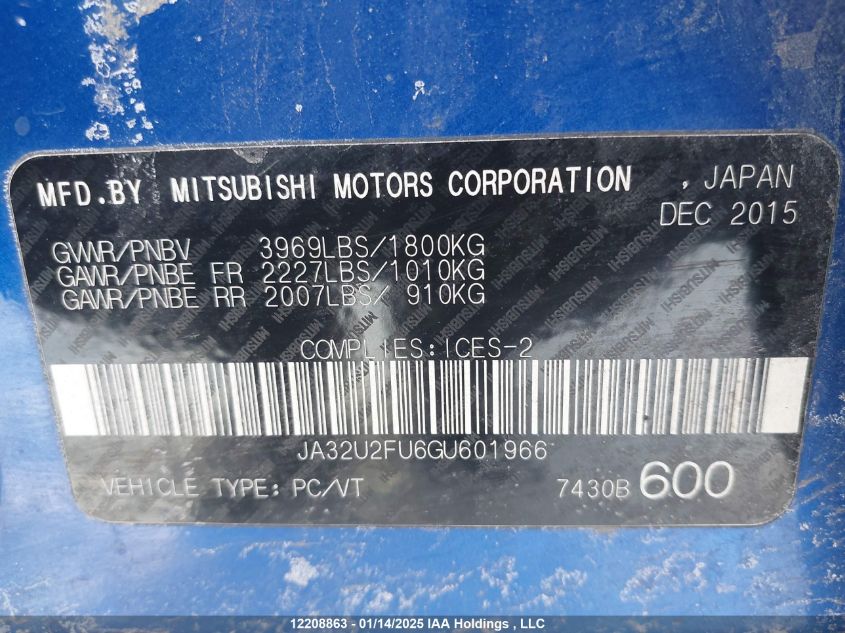 MFD.BY MITSUBISHI MOTORS CORPORATION , JAPAN
DEC 2015
GVWR/PNBV 3969LBS/1800KG
GAWR/PNBE FR 2227LBS/1010KG
GAWR/PNBE RR 2007LBS/ 910KG
COMPLIES:ICES-2
JA32U2FU6GU601966
VEHICLE TYPE:PC/VT 7430B 600
12208863 - 01/14/2025 IAA Holdings , LLC